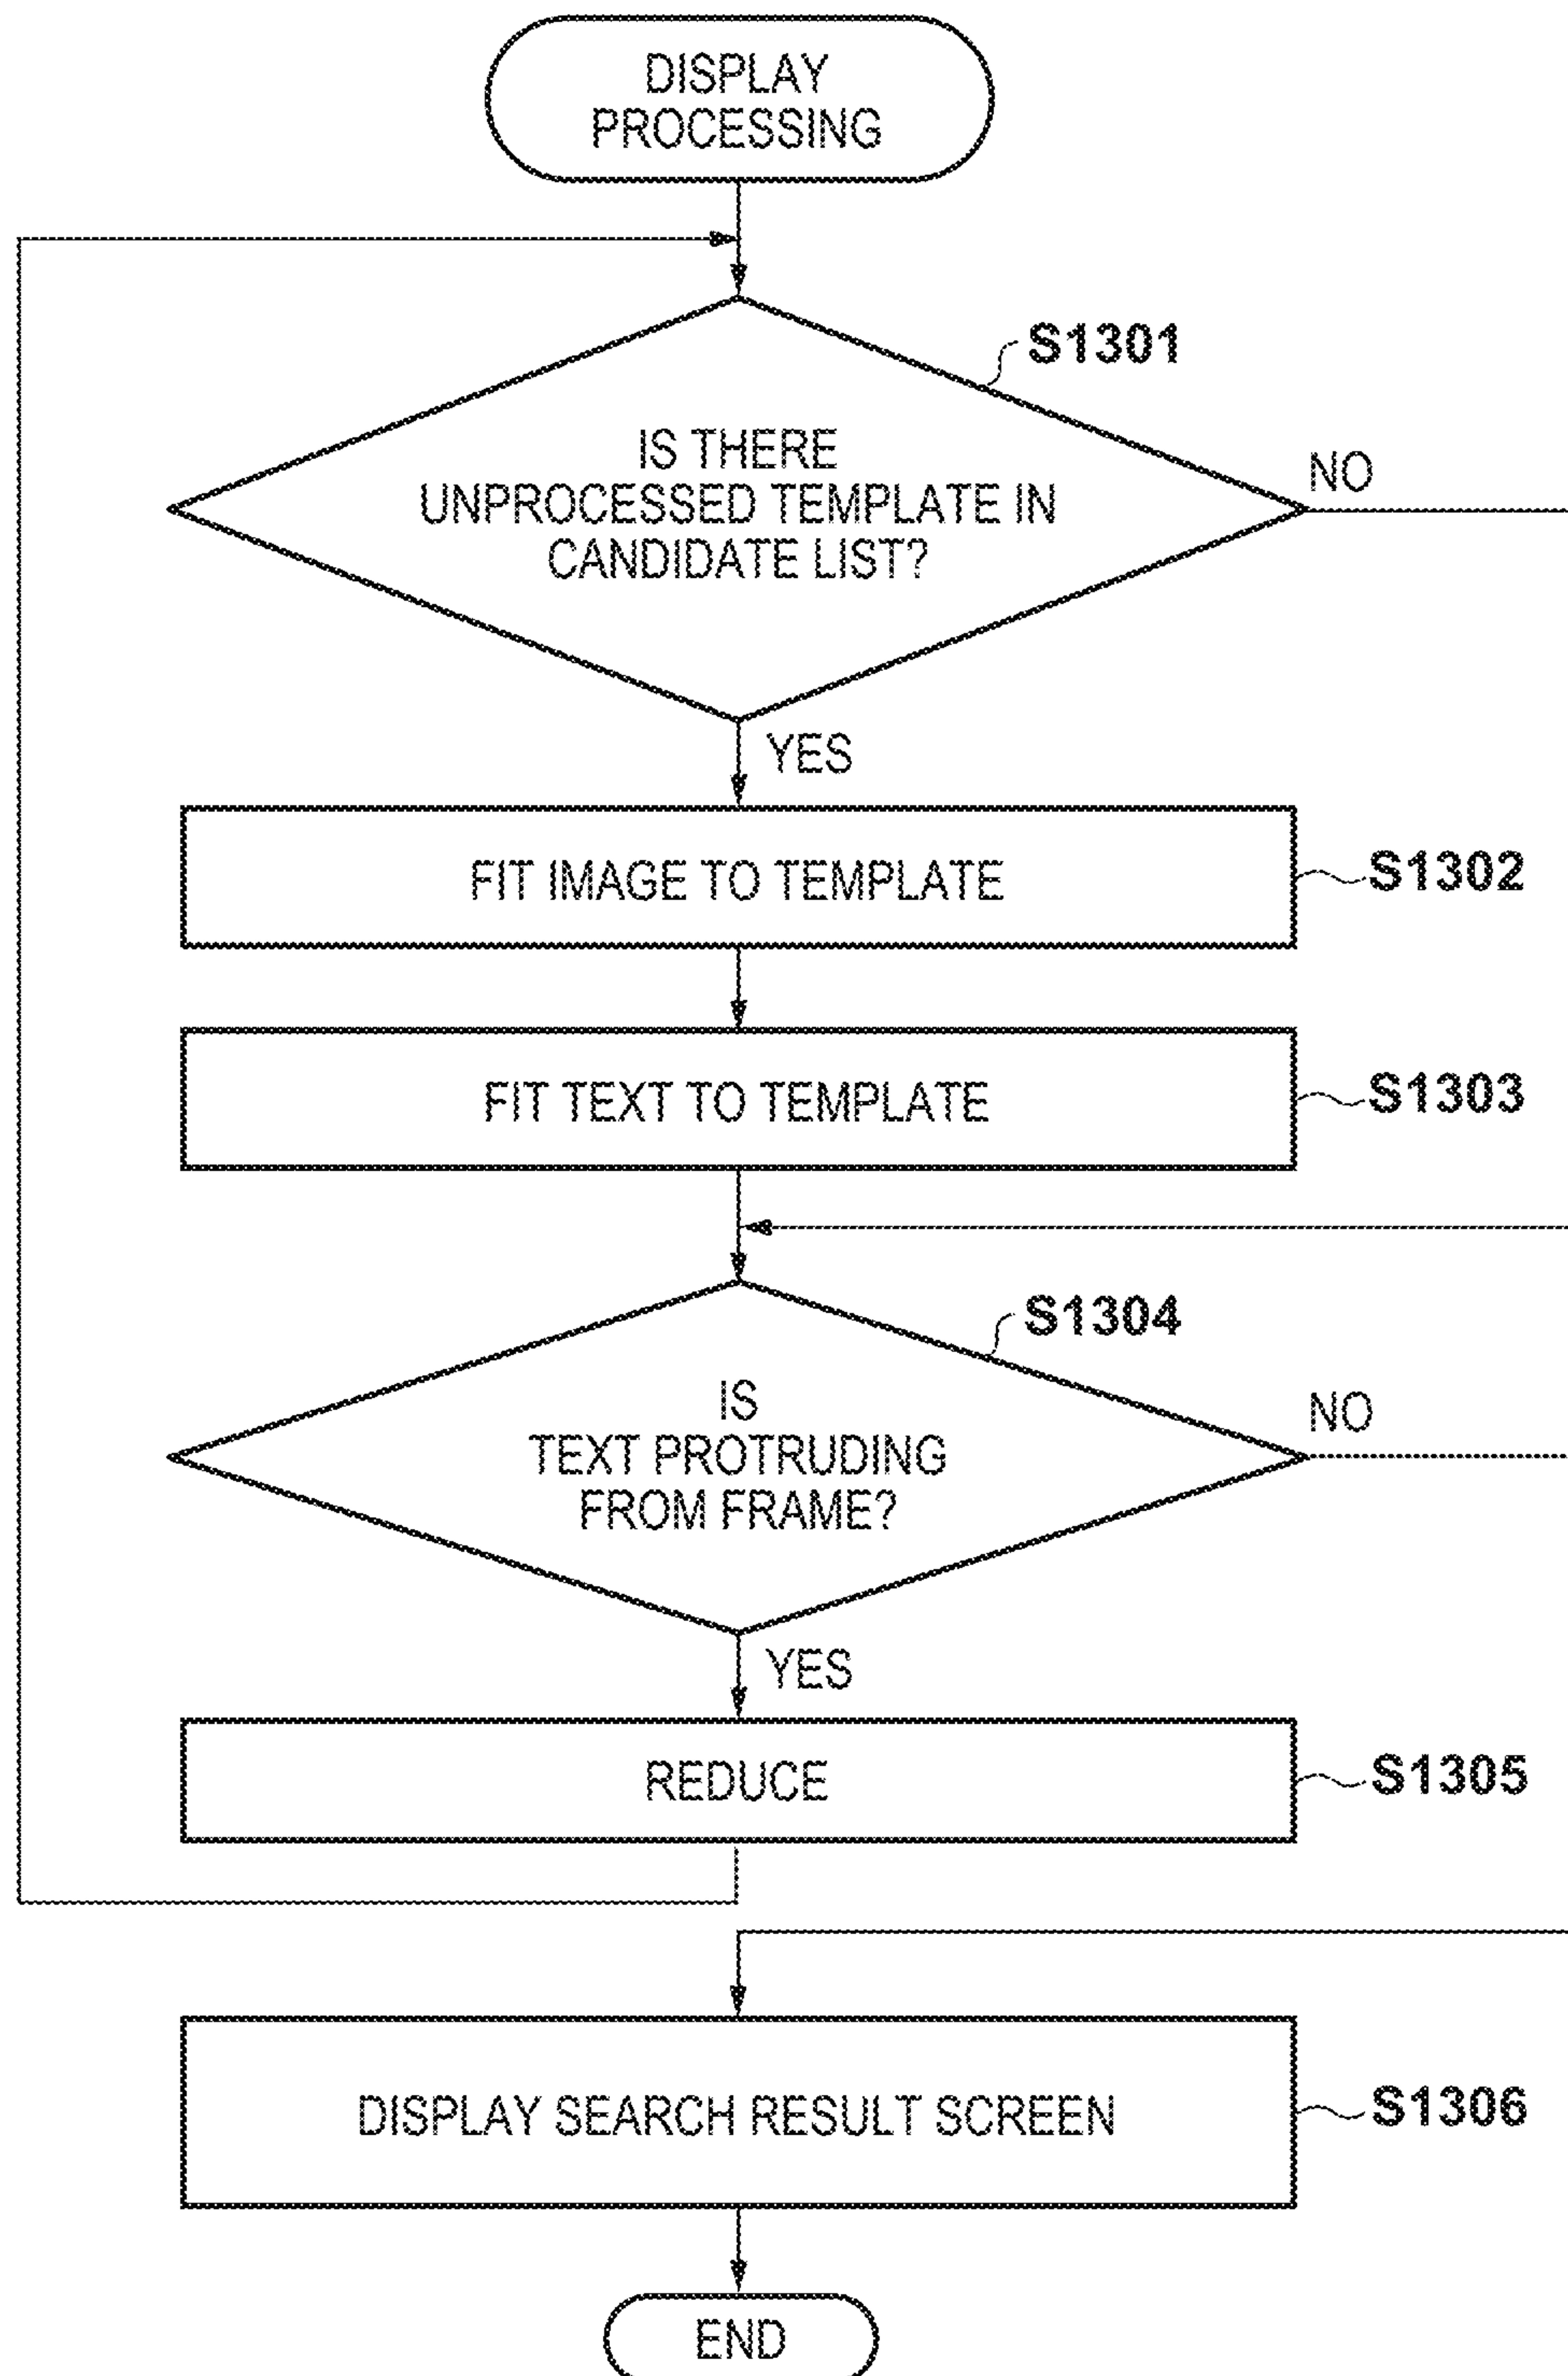 DISPLAY
PROCESSING
S1301
IS THERE
UNPROCESSED TEMPLATE IN
CANDIDATE LIST?
NO
YES
FIT IMAGE TO TEMPLATE
S1302
FIT TEXT TO TEMPLATE
S1303
S1304
IS
TEXT PROTRUDING
FROM FRAME?
NO
YES
REDUCE
S1305
DISPLAY SEARCH RESULT SCREEN
S1306
END